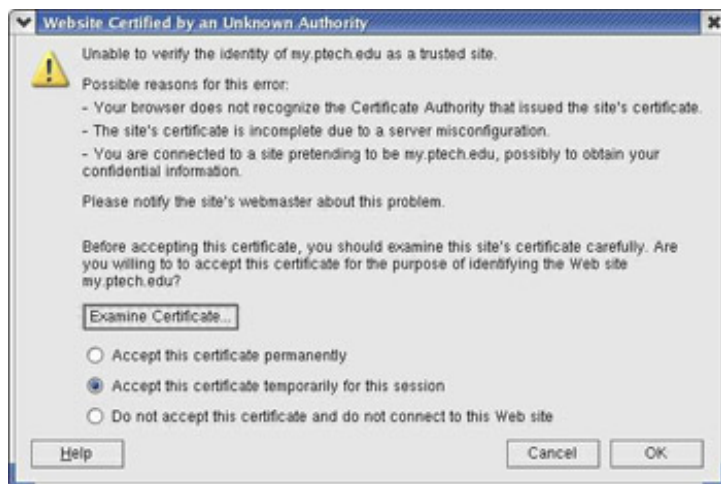 Website Certified by an Unknown Authority
Unable to verify the identity of my.ptech.edu as a trusted site.
Possible reasons for this error:
- Your browser does not recognize the Certificate Authority that issued the site's certificate.
- The site's certificate is incomplete due to a server misconfiguration.
- You are connected to a site pretending to be my.ptech.edu, possibly to obtain your
confidential information.
Please notify the site's webmaster about this problem.
Before accepting this certificate, you should examine this site's certificate carefully. Are
you willing to to accept this certificate for the purpose of identifying the Web site
my.ptech.edu?
Examine Certificate...
Accept this certificate permanently
Accept this certificate temporarily for this session
Do not accept this certificate and do not connect to this Web site
Help Cancel OK